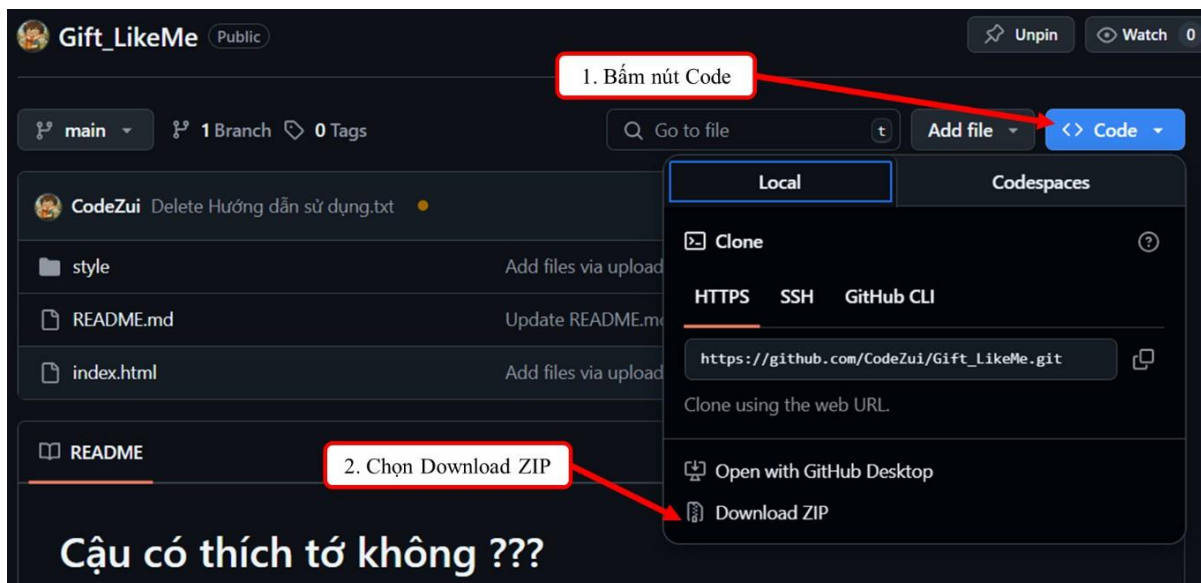 Gift_LikeMe Public
Unpin
Watch 0
1. Bấm nút Code
main
1 Branch
0 Tags
Go to file
t
Add file
<> Code
Local
Codespaces
CodeZui Delete Hướng dẫn sử dụng.txt
Clone
style
Add files via upload
HTTPS
SSH
GitHub CLI
README.md
Update README.md
https://github.com/CodeZui/Gift_LikeMe.git
index.html
Add files via upload
Clone using the web URL.
README
2. Chọn Download ZIP
Open with GitHub Desktop
Download ZIP
Cậu có thích tớ không ???